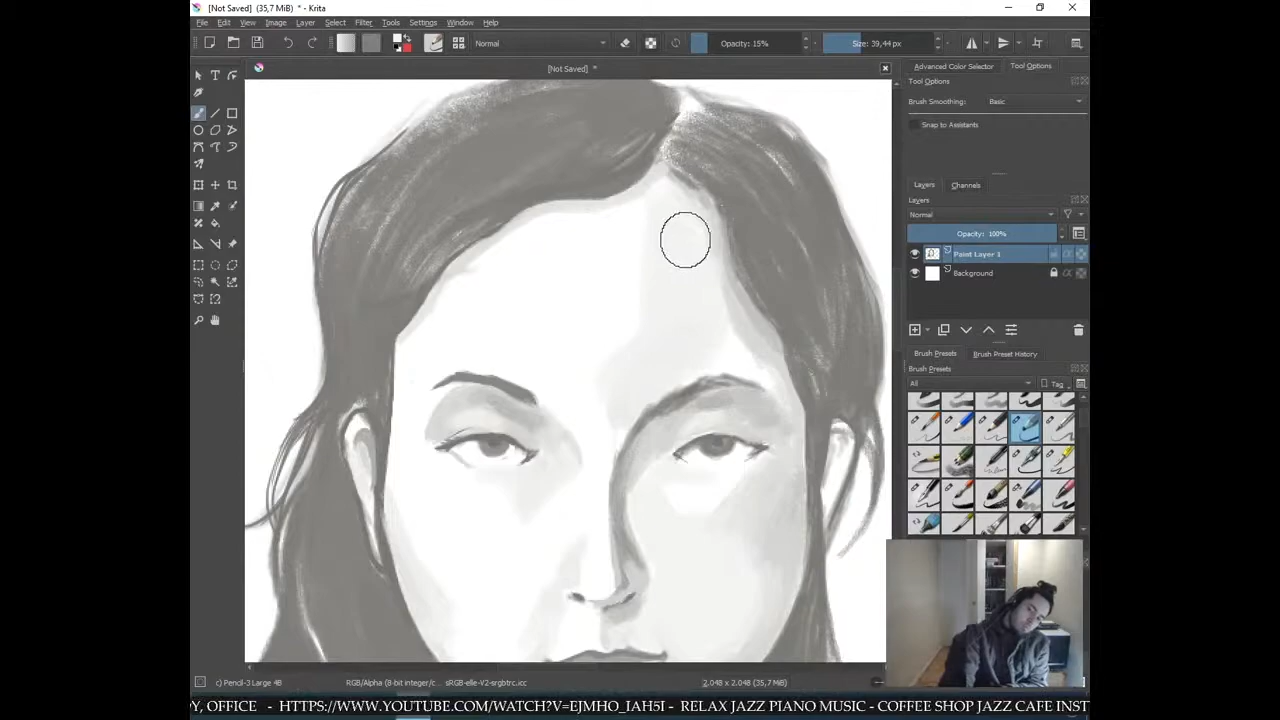 [Not Saved] (35,7 MiB) * - Krita
File Edit View Image Layer Select Filter Tools Settings Window Help
Normal
Opacity: 15%
Size: 39,44 px
[Not Saved] *
Advanced Color Selector
Tool Options
Tool Options
Brush Smoothing: Basic
Snap to Assistants
Layers Channels
Layers
Normal
Opacity: 100%
Paint Layer 1
Background
Brush Presets Brush Preset History
Brush Presets
All
Tag
c) Pencil-3 Large 4B
RGB/Alpha (8-bit integer/c... sRGB-elle-V2-srgbtrc.icc
2.048 x 2.048 (35,7 MiB)
PY, OFFICE - HTTPS://WWW.YOUTUBE.COM/WATCH?V=EJMHO_IAH5I - RELAX JAZZ PIANO MUSIC - COFFEE SHOP JAZZ CAFE INST